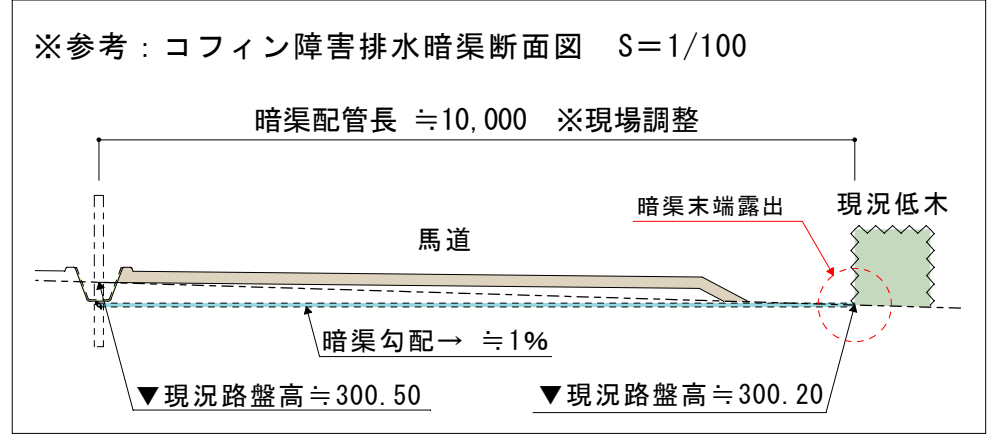 ※参考：コフィン障害排水暗渠断面図　S＝1/100
暗渠配管長 ≒10,000　※現場調整
暗渠末端露出
現況低木
馬道
暗渠勾配→ ≒1%
▼現況路盤高≒300.50
▼現況路盤高≒300.20